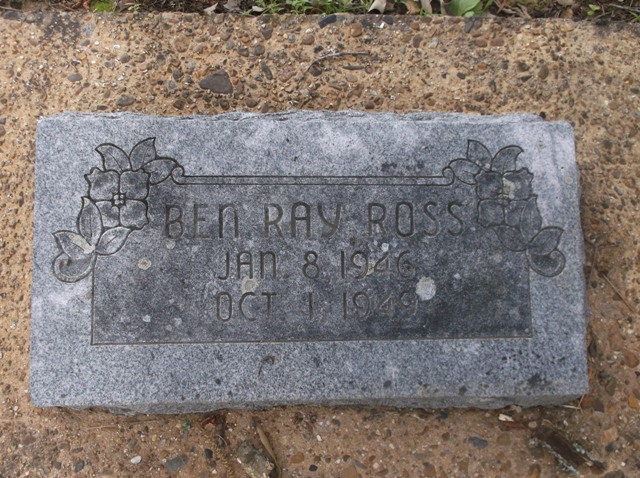 BEN RAY ROSS
JAN. 8, 1946
OCT. 1, 1949